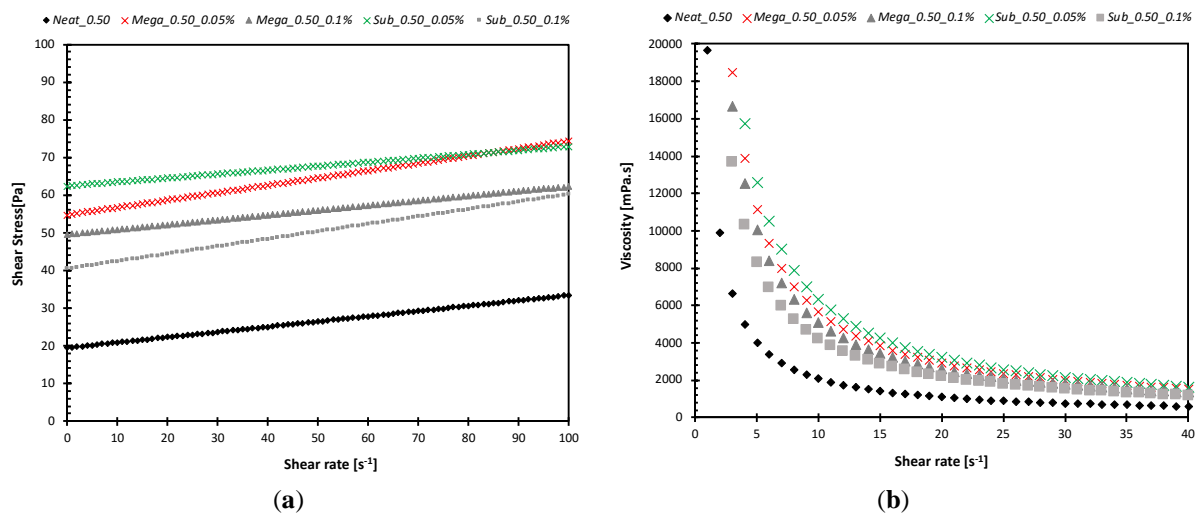 Neat_0.50 Mega_0.50_0.05% Mega_0.50_0.1% Sub_0.50_0.05% Sub_0.50_0.1%
100
90
80
70
60
50
40
30
20
10
0
Shear Stress[Pa]
0 10 20 30 40 50 60 70 80 90 100
Shear rate [s-1]
(a)
Neat_0.50 Mega_0.50_0.05% Mega_0.50_0.1% Sub_0.50_0.05% Sub_0.50_0.1%
20000
18000
16000
14000
12000
10000
8000
6000
4000
2000
0
Viscosity [mPa.s]
0 5 10 15 20 25 30 35 40
Shear rate [s-1]
(b)